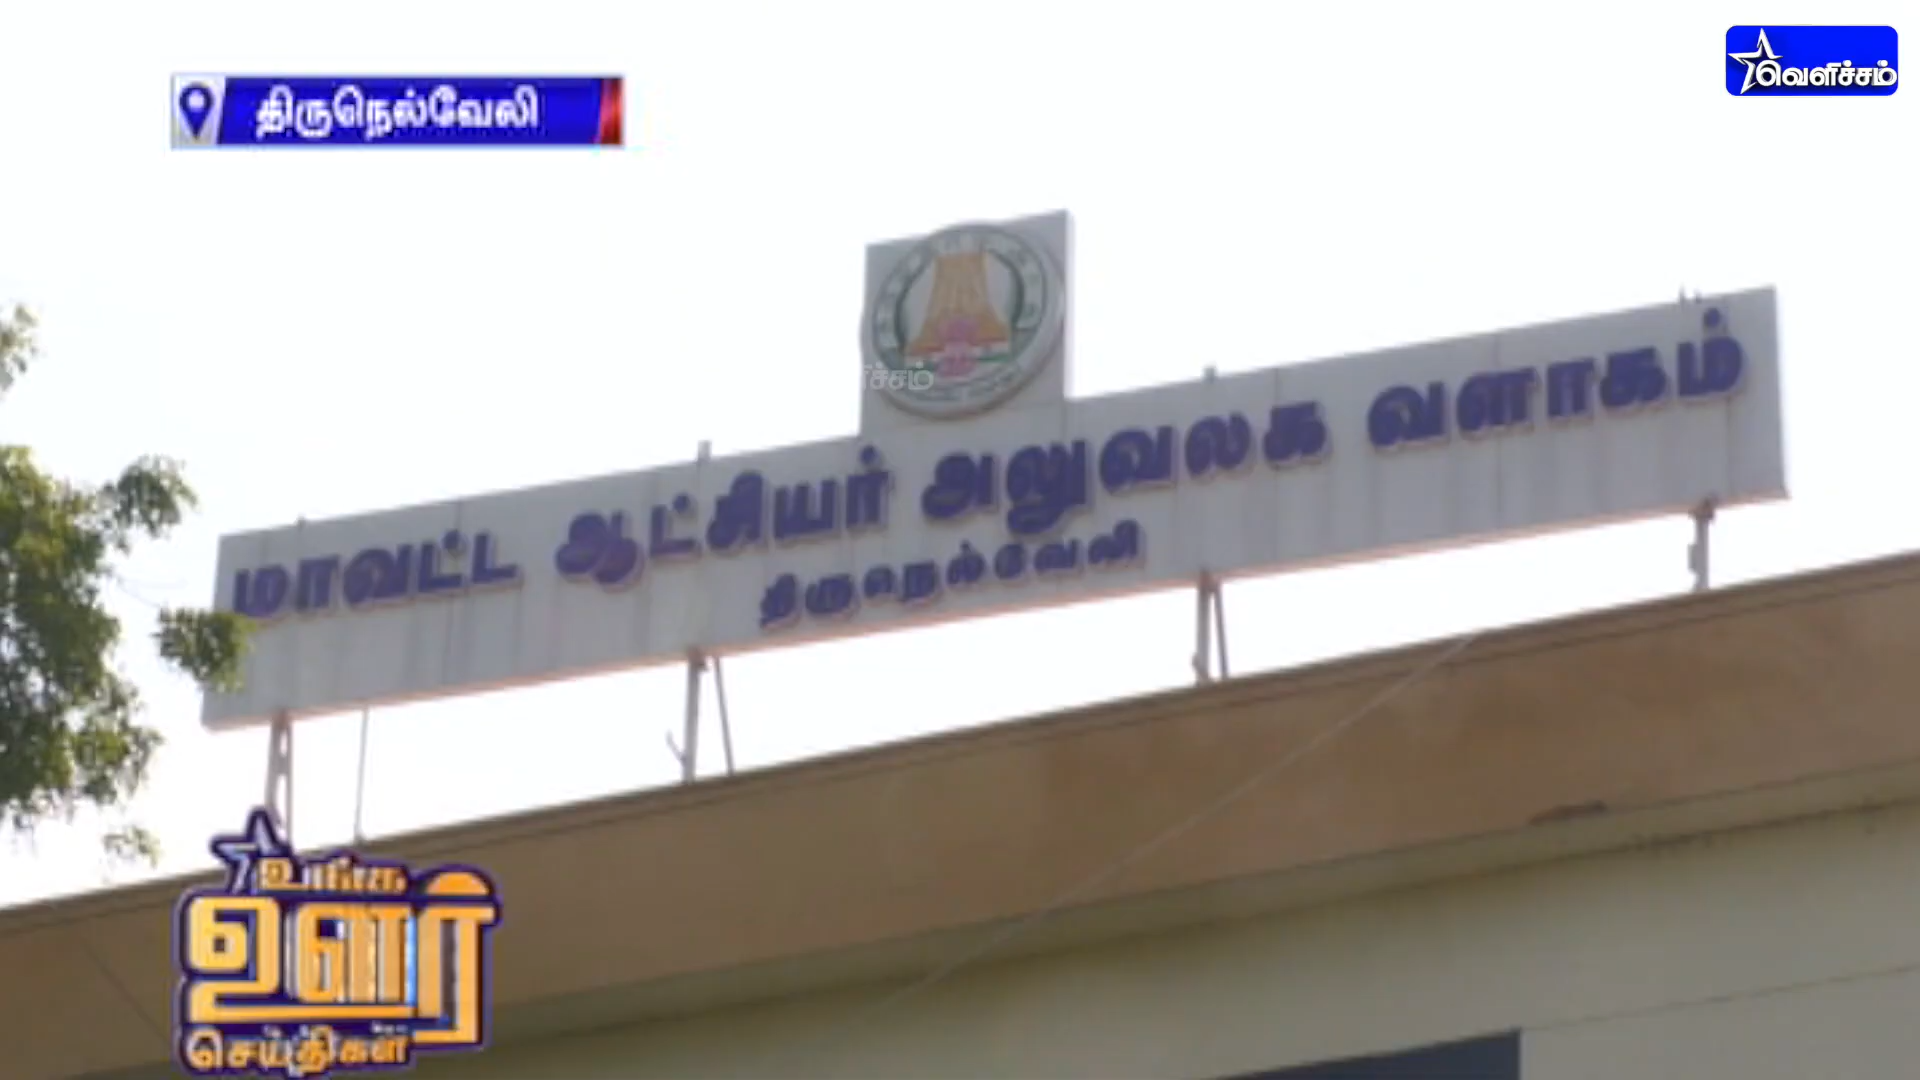 திருநெல்வேலி
வெளிச்சம்
மாவட்ட ஆட்சியர் அலுவலக வளாகம்
திருநெல்வேலி
உங்க
ஊர்
செய்திகள்